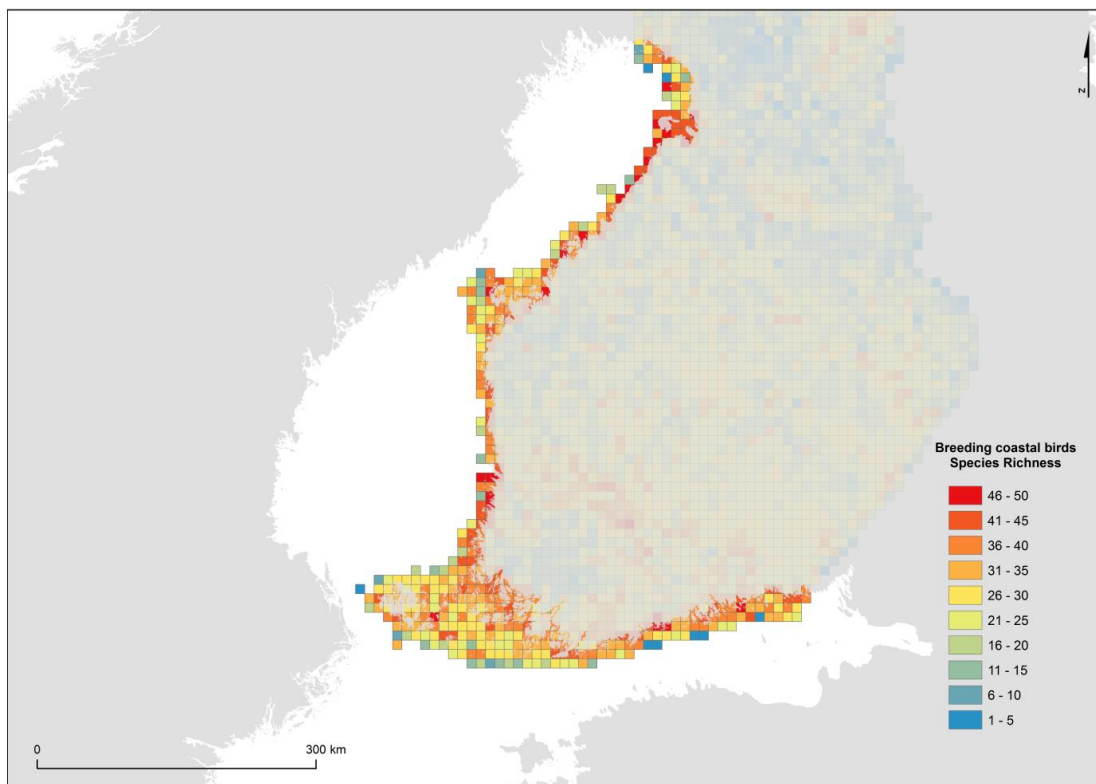 N
Breeding coastal birds
Species Richness
46 - 50
41 - 45
36 - 40
31 - 35
26 - 30
21 - 25
16 - 20
11 - 15
6 - 10
1 - 5
0
300 km